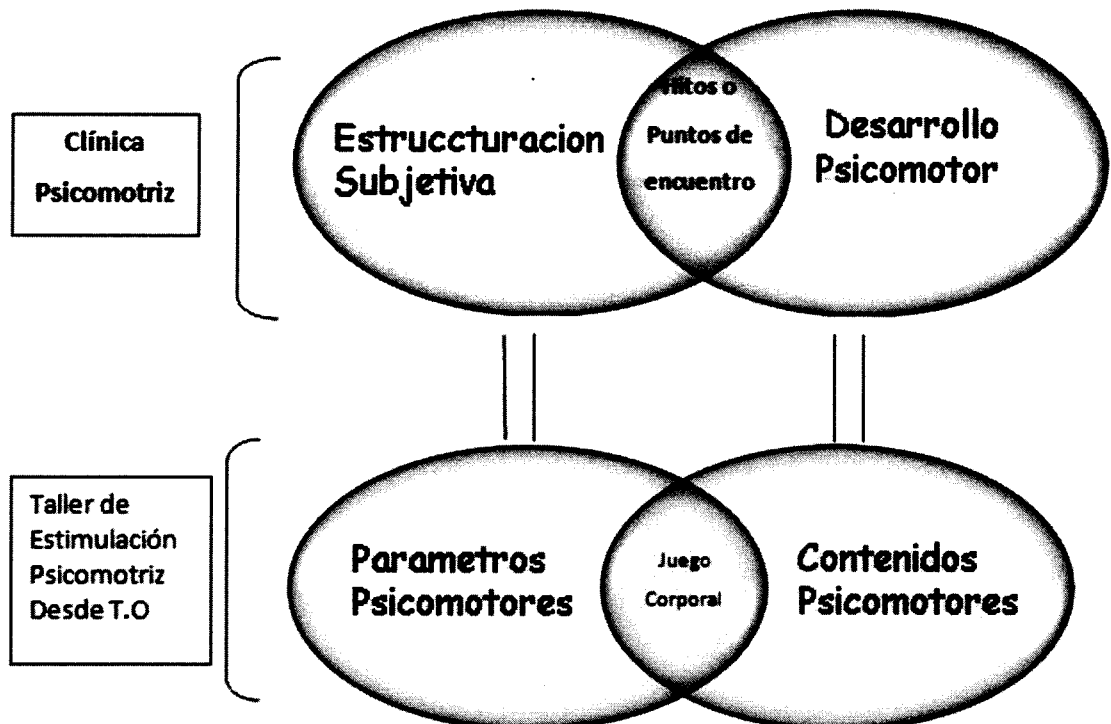 Clínica
Psicomotriz
Estruccturacion
Subjetiva
Hitos o
Puntos de
encuentro
Desarrollo
Psicomotor
Taller de
Estimulación
Psicomotriz
Desde T.O
Parametros
Psicomotores
Juego
Corporal
Contenidos
Psicomotores